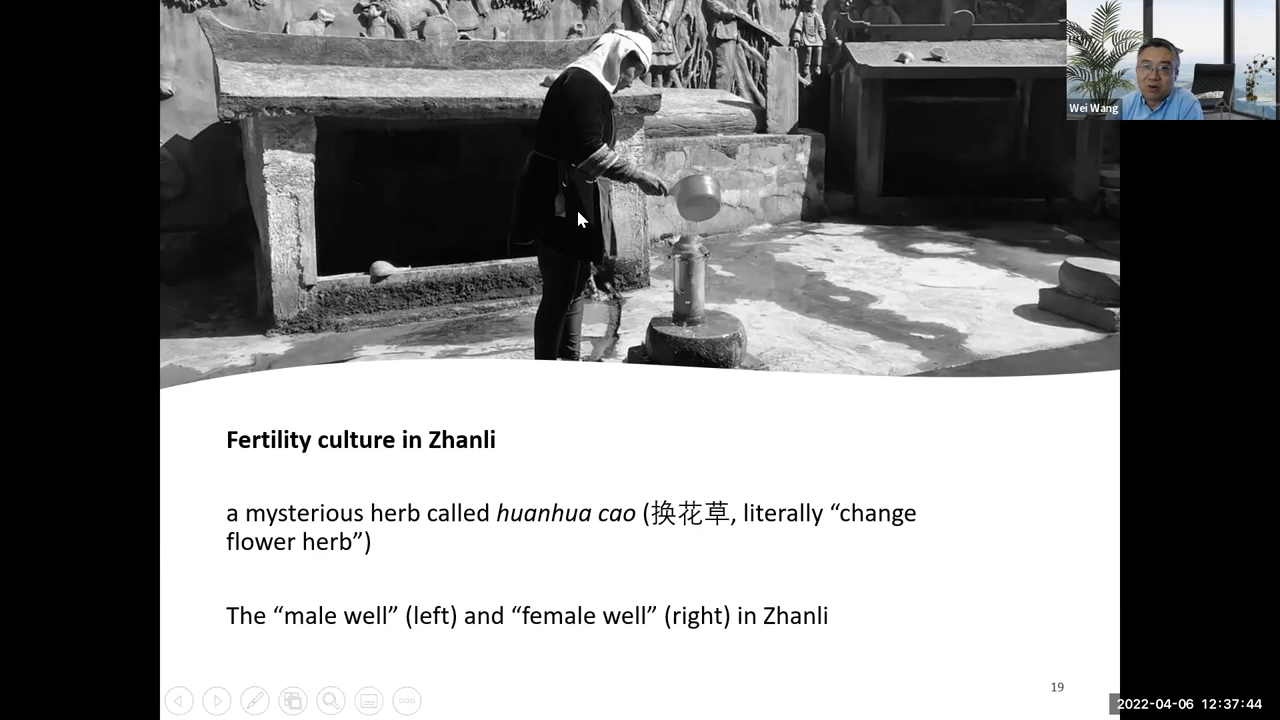 Wei Wang
Fertility culture in Zhanli
a mysterious herb called huanhua cao (换花草, literally “change
flower herb”)
The “male well” (left) and “female well” (right) in Zhanli
19
2022-04-06 12:37:44